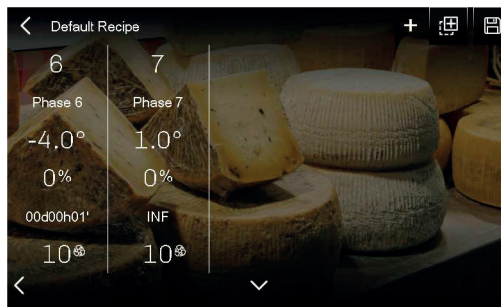 Default Recipe
6 7
Phase 6 Phase 7
-4.0° 1.0°
0% 0%
00d00h01' INF
10 10